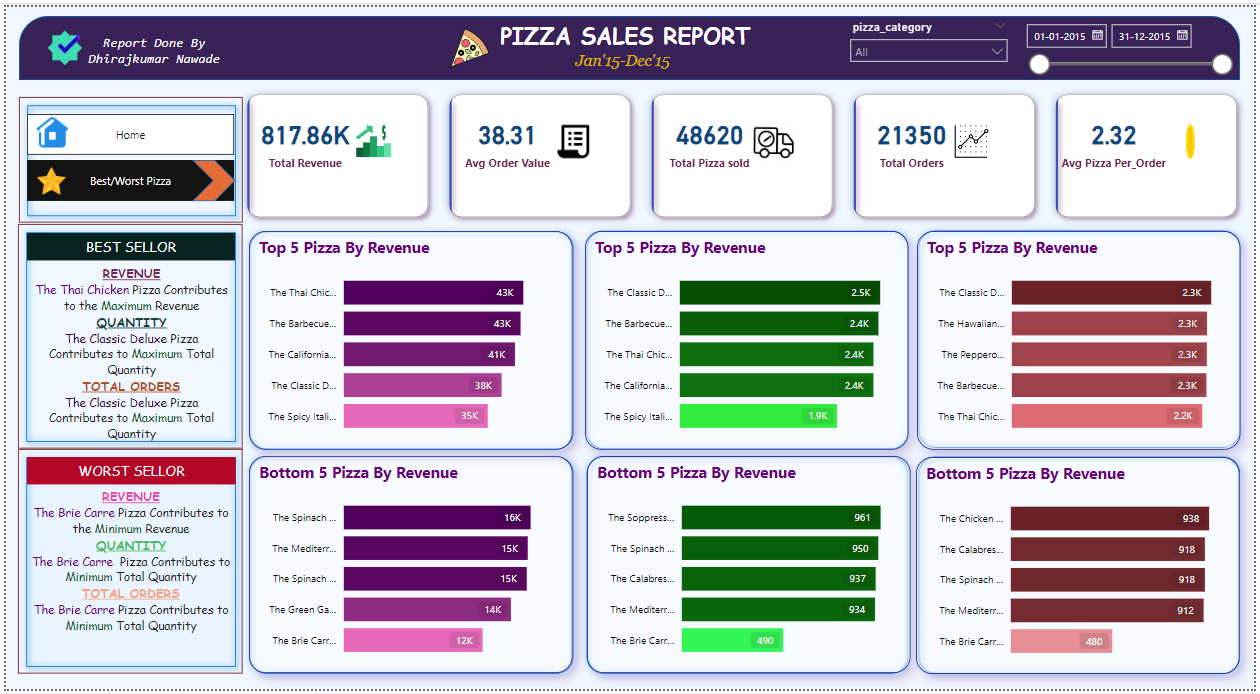 Report Done By
Dhirajkumar Nawade
PIZZA SALES REPORT
Jan'15-Dec'15
pizza_category
All
01-01-2015
31-12-2015
Home
Best/Worst Pizza
817.86K
Total Revenue
38.31
Avg Order Value
48620
Total Pizza sold
21350
Total Orders
2.32
Avg Pizza Per_Order
BEST SELLOR
REVENUE
The Thai Chicken Pizza Contributes
to the Maximum Revenue
QUANTITY
The Classic Deluxe Pizza
Contributes to Maximum Total
Quantity
TOTAL ORDERS
The Classic Deluxe Pizza
Contributes to Maximum Total
Quantity
Top 5 Pizza By Revenue
The Thai Chic... 43K
The Barbecue... 43K
The California... 41K
The Classic D... 38K
The Spicy Itali... 35K
Top 5 Pizza By Revenue
The Classic D... 2.5K
The Barbecue... 2.4K
The Thai Chic... 2.4K
The California... 2.4K
The Spicy Itali... 1.9K
Top 5 Pizza By Revenue
The Classic D... 2.3K
The Hawaiian... 2.3K
The Peppero... 2.3K
The Barbecue... 2.3K
The Thai Chic... 2.2K
WORST SELLOR
REVENUE
The Brie Carre Pizza Contributes to
the Minimum Revenue
QUANTITY
The Brie Carre Pizza Contributes to
Minimum Total Quantity
TOTAL ORDERS
The Brie Carre Pizza Contributes to
Minimum Total Quantity
Bottom 5 Pizza By Revenue
The Spinach ... 16K
The Mediterr... 15K
The Spinach ... 15K
The Green Ga... 14K
The Brie Carr... 12K
Bottom 5 Pizza By Revenue
The Soppress... 961
The Spinach ... 950
The Calabres... 937
The Mediterr... 934
The Brie Carr... 490
Bottom 5 Pizza By Revenue
The Chicken ... 938
The Calabres... 918
The Spinach ... 918
The Mediterr... 912
The Brie Carr... 480